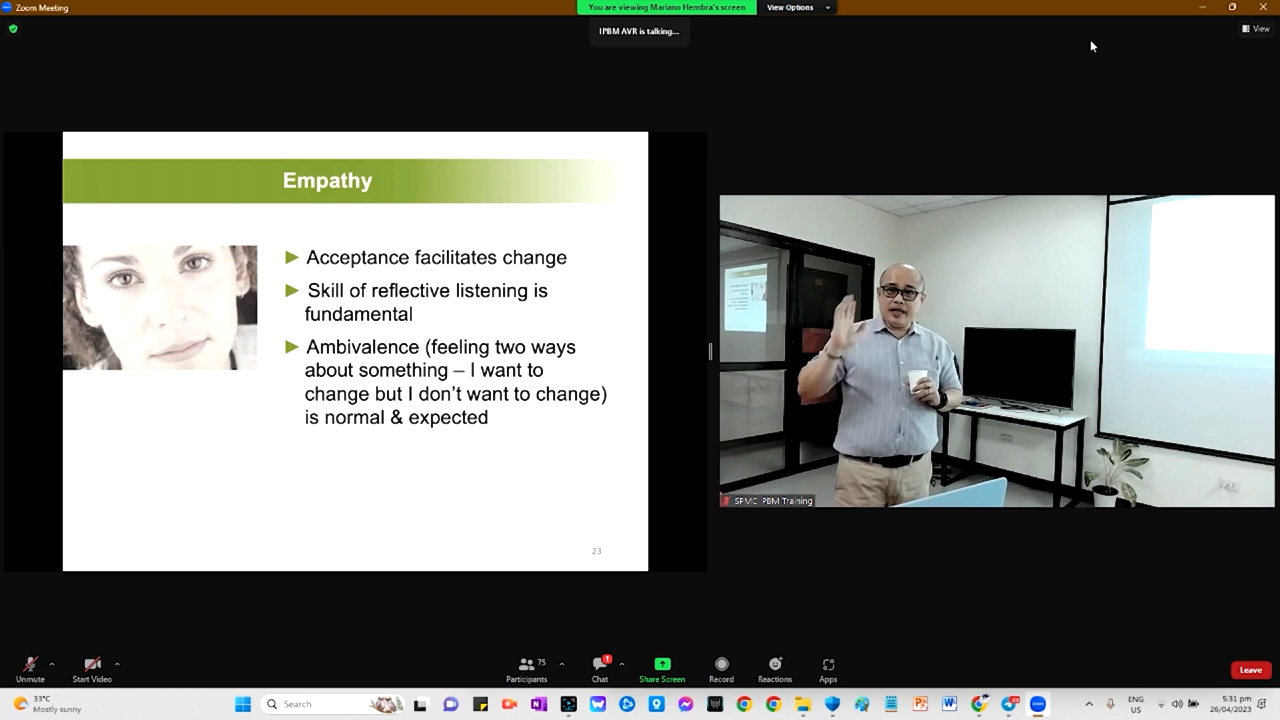 Zoom Meeting
You are viewing Mariano Hembra's screen
View Options
IPBM AVR is talking...
View
Empathy
Acceptance facilitates change
Skill of reflective listening is
fundamental
Ambivalence (feeling two ways
about something – I want to
change but I don't want to change)
is normal & expected
23
SPMC IPBM Training
Unmute
Start Video
75
Participants
1
Chat
Share Screen
Record
Reactions
Apps
Leave
33°C
Mostly sunny
Search
ENG
US
5:31 pm
26/04/2023